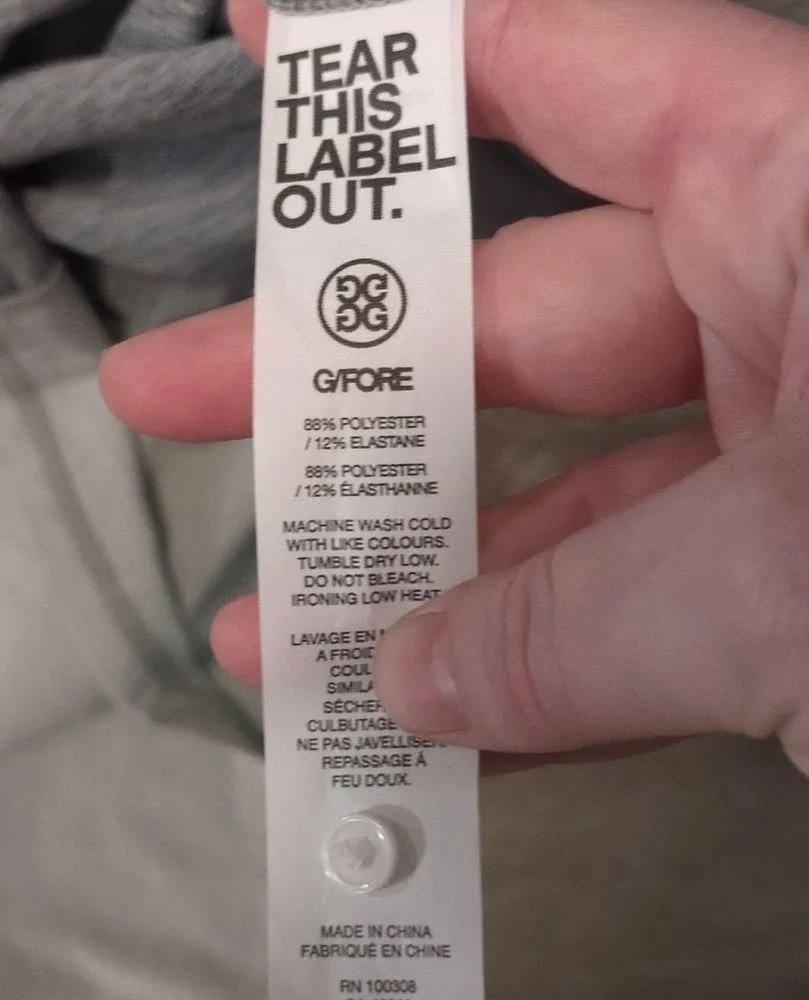 TEAR
THIS
LABEL
OUT.
GG
GG
G/FORE
88% POLYESTER
/ 12% ELASTANE
88% POLYESTER
/ 12% ÉLASTHANNE
MACHINE WASH COLD
WITH LIKE COLOURS.
TUMBLE DRY LOW.
DO NOT BLEACH.
IRONING LOW HEAT
LAVAGE EN
A FROID
CULBUTAGE
NE PAS JAVELLISER.
REPASSAGE À
FEU DOUX.
MADE IN CHINA
FABRIQUÉ EN CHINE
RN 100308